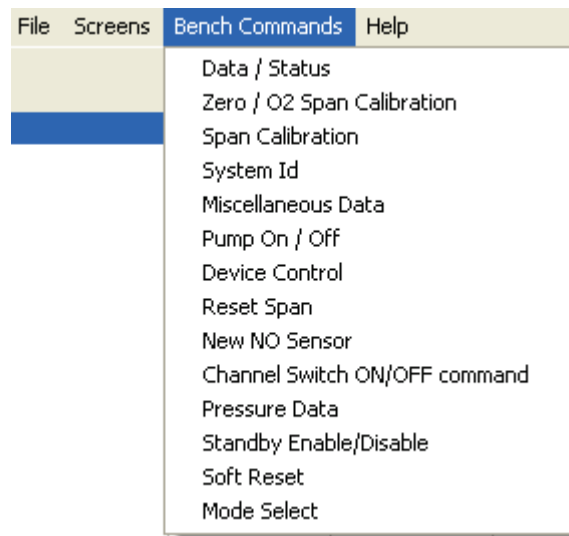 File Screens Bench Commands Help
Data / Status
Zero / O2 Span Calibration
Span Calibration
System Id
Miscellaneous Data
Pump On / Off
Device Control
Reset Span
New NO Sensor
Channel Switch ON/OFF command
Pressure Data
Standby Enable/Disable
Soft Reset
Mode Select